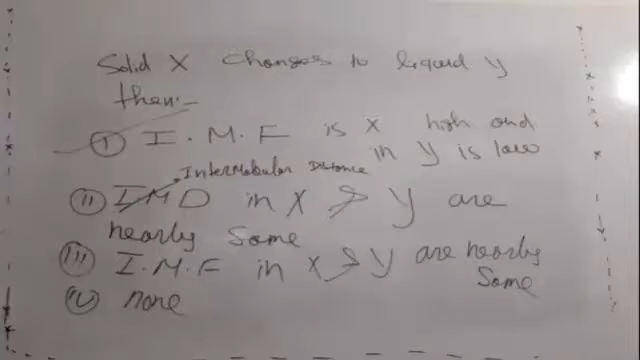 Solid X changes to liquid y
then:-
(I) I.M.F is X high and
in Y is low
Intermolecular Distance
(II) IMD in X & Y are
nearly same
(III) I.M.F in X & Y are nearly
same
(IV) none